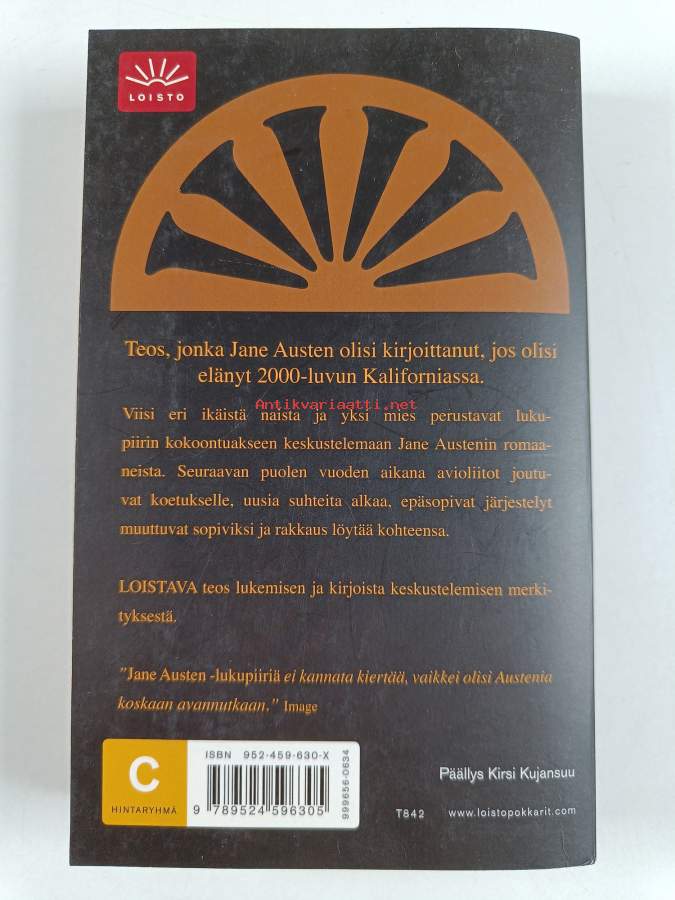 LOISTO
Teos, jonka Jane Austen olisi kirjoittanut, jos olisi
elänyt 2000-luvun Kaliforniassa.
Antikvariaatti.net
Viisi eri ikäistä naista ja yksi mies perustavat luku-
piirin kokoontuakseen keskustelemaan Jane Austenin romaa-
neista. Seuraavan puolen vuoden aikana avioliitot joutu-
vat koetukselle, uusia suhteita alkaa, epäsopivat järjestelyt
muuttuvat sopiviksi ja rakkaus löytää kohteensa.
LOISTAVA teos lukemisen ja kirjoista keskustelemisen merki-
tyksestä.
"Jane Austen -lukupiiriä ei kannata kiertää, vaikkei olisi Austenia
koskaan avannutkaan." Image
C
HINTARYHMÄ
ISBN 952-459-630-X
9 789524 596305
999656-0634
Päällys Kirsi Kujansuu
T842 www.loistopokkarit.com